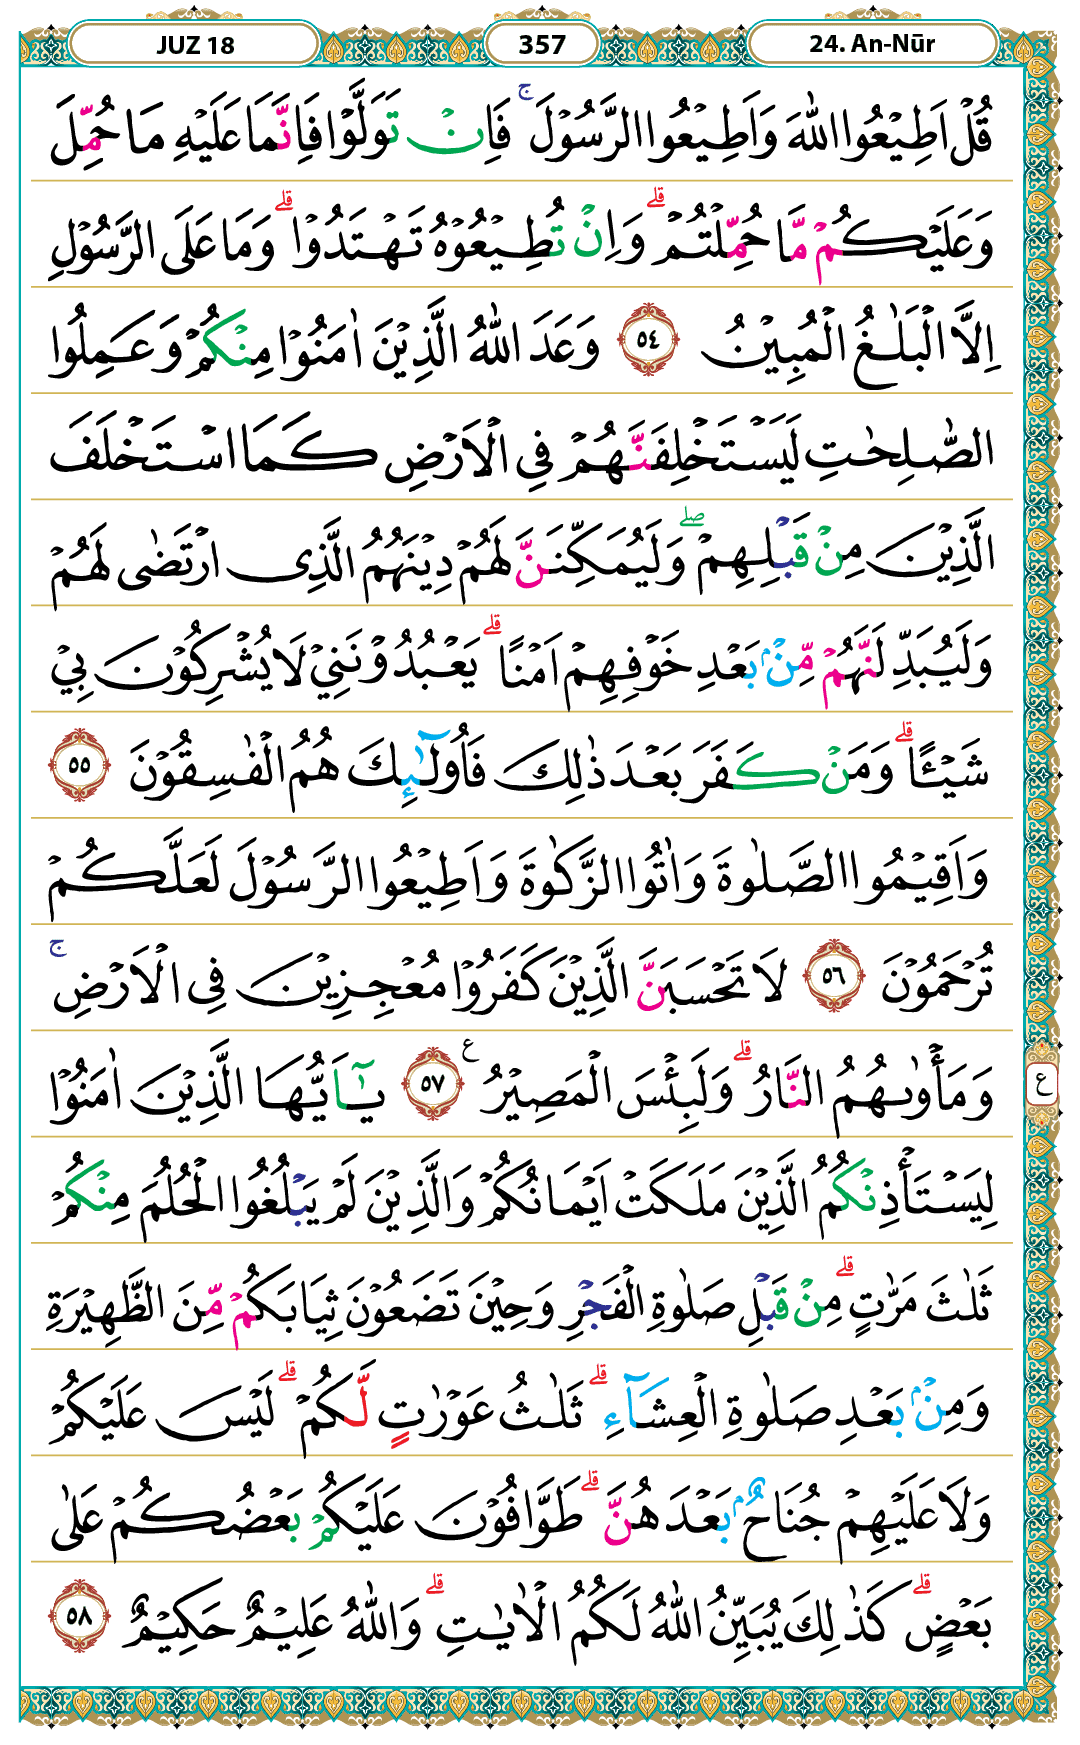 JUZ 18 357 24. An-Nūr
قُلْ اَطِيْعُوا اللّٰهَ وَاَطِيْعُوا الرَّسُوْلَ ۚ فَاِنْ تَوَلَّوْا فَاِنَّمَا عَلَيْهِ مَا حُمِّلَ
وَعَلَيْكُمْ مَّا حُمِّلْتُمْ ۗ وَاِنْ تُطِيْعُوْهُ تَهْتَدُوْا ۗ وَمَا عَلَى الرَّسُوْلِ
اِلَّا الْبَلٰغُ الْمُبِيْنُ ٥٤ وَعَدَ اللّٰهُ الَّذِيْنَ اٰمَنُوْا مِنْكُمْ وَعَمِلُوا
الصّٰلِحٰتِ لَيَسْتَخْلِفَنَّهُمْ فِي الْاَرْضِ كَمَا اسْتَخْلَفَ
الَّذِيْنَ مِنْ قَبْلِهِمْ ۖ وَلَيُمَكِّنَنَّ لَهُمْ دِيْنَهُمُ الَّذِى ارْتَضٰى لَهُمْ
وَلَيُبَدِّلَنَّهُمْ مِّنْۢ بَعْدِ خَوْفِهِمْ اَمْنًا ۗ يَعْبُدُوْنَنِيْ لَا يُشْرِكُوْنَ بِيْ
شَيْـًٔا ۗ وَمَنْ كَفَرَ بَعْدَ ذٰلِكَ فَاُولٰۤىِٕكَ هُمُ الْفٰسِقُوْنَ ٥٥
وَاَقِيْمُوا الصَّلٰوةَ وَاٰتُوا الزَّكٰوةَ وَاَطِيْعُوا الرَّسُوْلَ لَعَلَّكُمْ
تُرْحَمُوْنَ ٥٦ لَا تَحْسَبَنَّ الَّذِيْنَ كَفَرُوْا مُعْجِزِيْنَ فِى الْاَرْضِ ۚ
وَمَأْوٰىهُمُ النَّارُ ۗ وَلَبِئْسَ الْمَصِيْرُ ٥٧ ع يٰٓاَيُّهَا الَّذِيْنَ اٰمَنُوْا ع
لِيَسْتَأْذِنْكُمُ الَّذِيْنَ مَلَكَتْ اَيْمَانُكُمْ وَالَّذِيْنَ لَمْ يَبْلُغُوا الْحُلُمَ مِنْكُمْ
ثَلٰثَ مَرّٰتٍ ۗ مِنْ قَبْلِ صَلٰوةِ الْفَجْرِ وَحِيْنَ تَضَعُوْنَ ثِيَابَكُمْ مِّنَ الظَّهِيْرَةِ
وَمِنْۢ بَعْدِ صَلٰوةِ الْعِشَاۤءِ ۗ ثَلٰثُ عَوْرٰتٍ لَّكُمْ ۗ لَيْسَ عَلَيْكُمْ
وَلَا عَلَيْهِمْ جُنَاحٌۢ بَعْدَهُنَّ ۗ طَوَّافُوْنَ عَلَيْكُمْ بَعْضُكُمْ عَلٰى
بَعْضٍ ۗ كَذٰلِكَ يُبَيِّنُ اللّٰهُ لَكُمُ الْاٰيٰتِ ۗ وَاللّٰهُ عَلِيْمٌ حَكِيْمٌ ٥٨